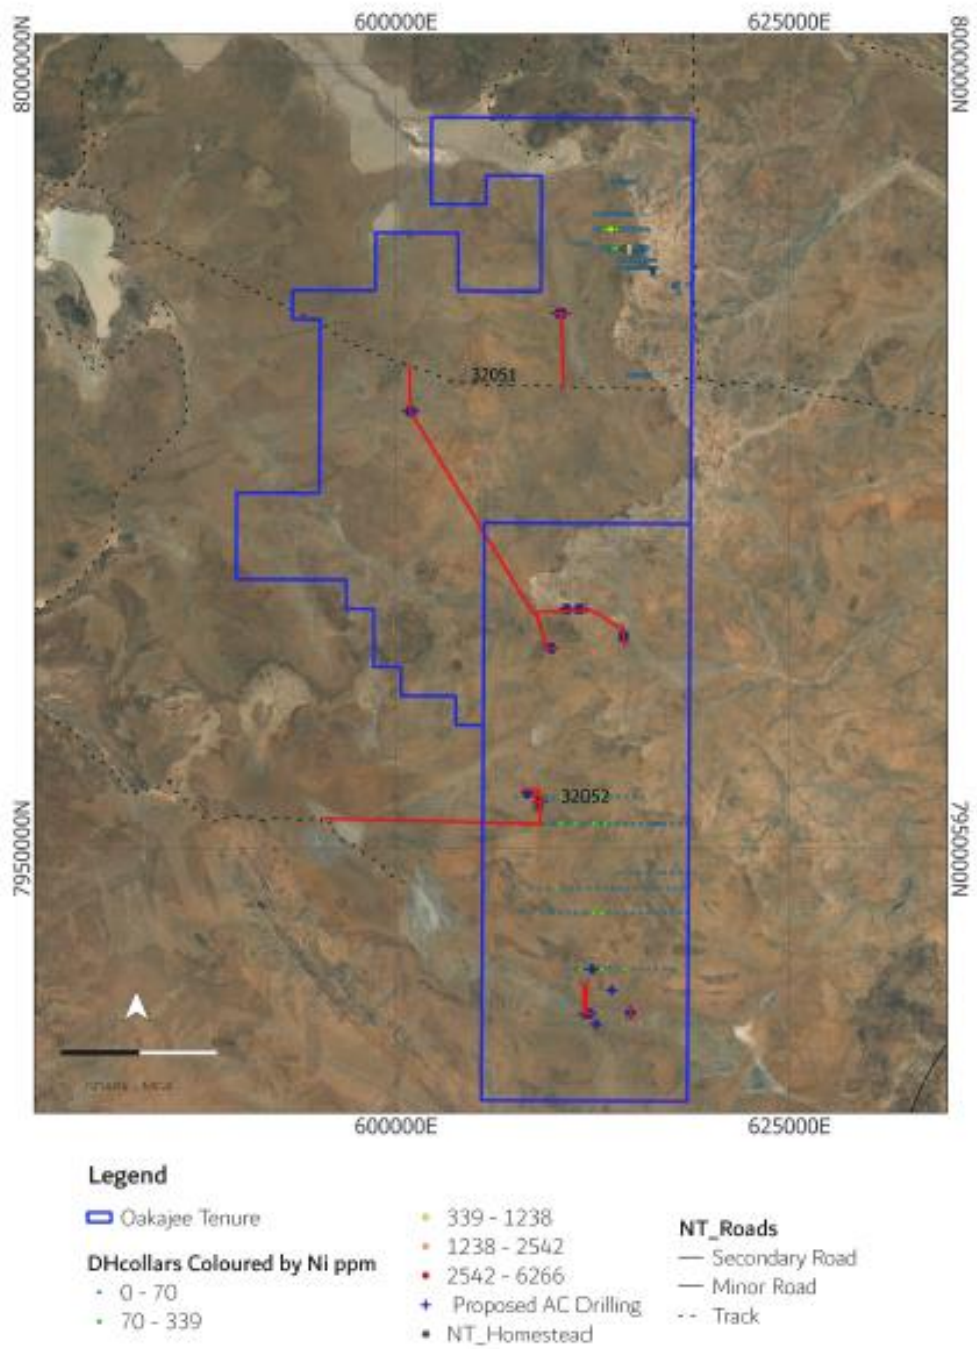 600000E 625000E
8000000N 8000000N
32051
32052
7950000N 7950000N
600000E 625000E
Legend
Oakajee Tenure
DHcollars Coloured by Ni ppm
0 - 70
70 - 339
339 - 1238
1238 - 2542
2542 - 6266
Proposed AC Drilling
NT_Homestead
NT_Roads
Secondary Road
Minor Road
Track